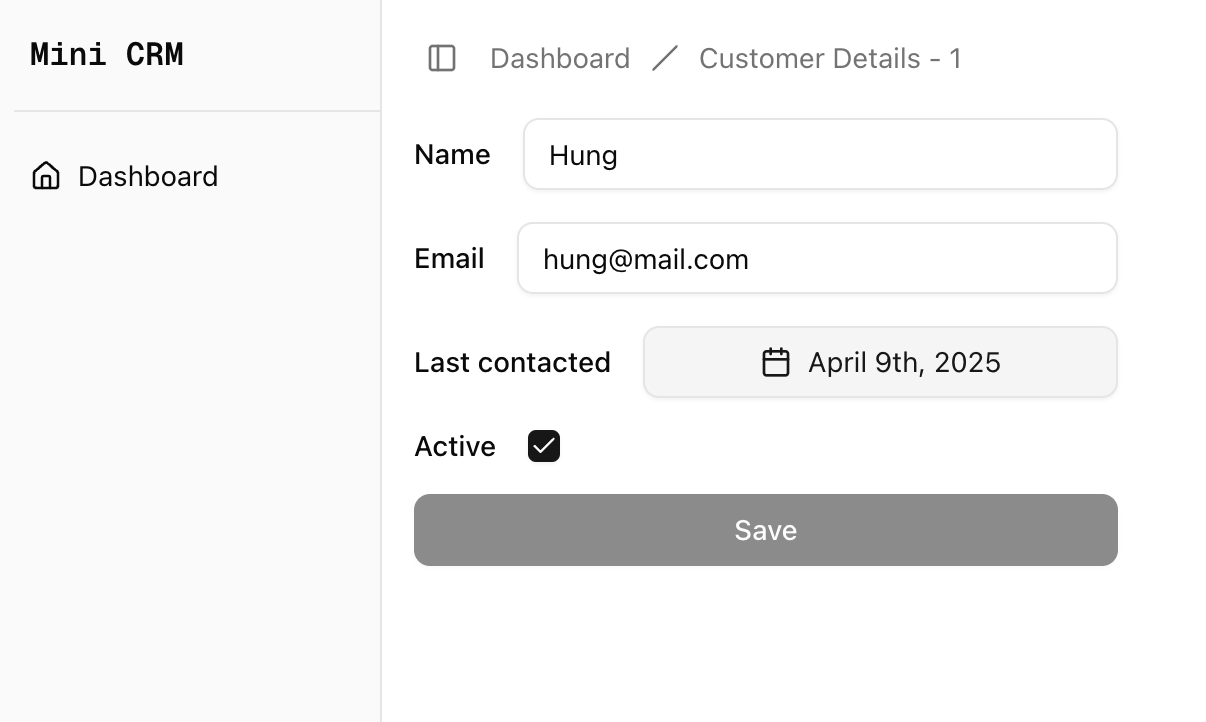 Mini CRM
Dashboard
Dashboard / Customer Details - 1
Name Hung
Email hung@mail.com
Last contacted April 9th, 2025
Active
Save